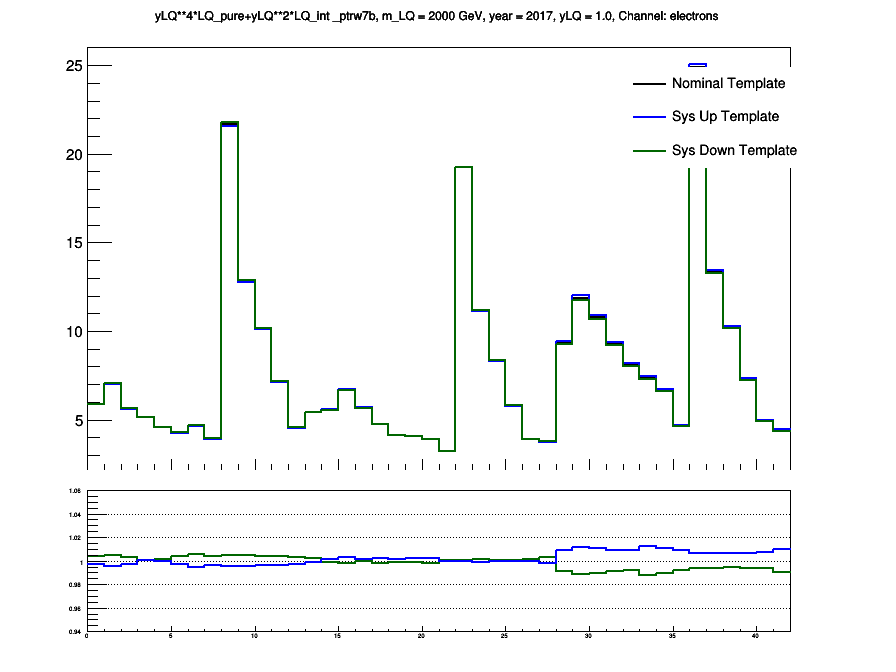 yLQ**4*LQ_pure+yLQ**2*LQ_int _ptrw7b, m_LQ = 2000 GeV, year = 2017, yLQ = 1.0, Channel: electrons
25
20
15
10
5
Nominal Template
Sys Up Template
Sys Down Template
1.06
1.04
1.02
1
0.98
0.96
0.94
0 5 10 15 20 25 30 35 40